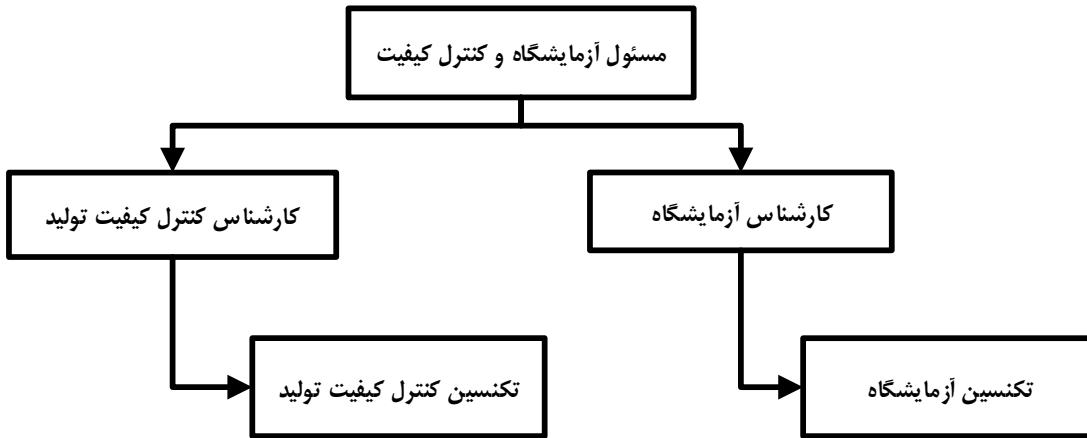 مسئول آزمایشگاه و کنترل کیفیت
کارشناس آزمایشگاه
کارشناس کنترل کیفیت تولید
تکنسین آزمایشگاه
تکنسین کنترل کیفیت تولید